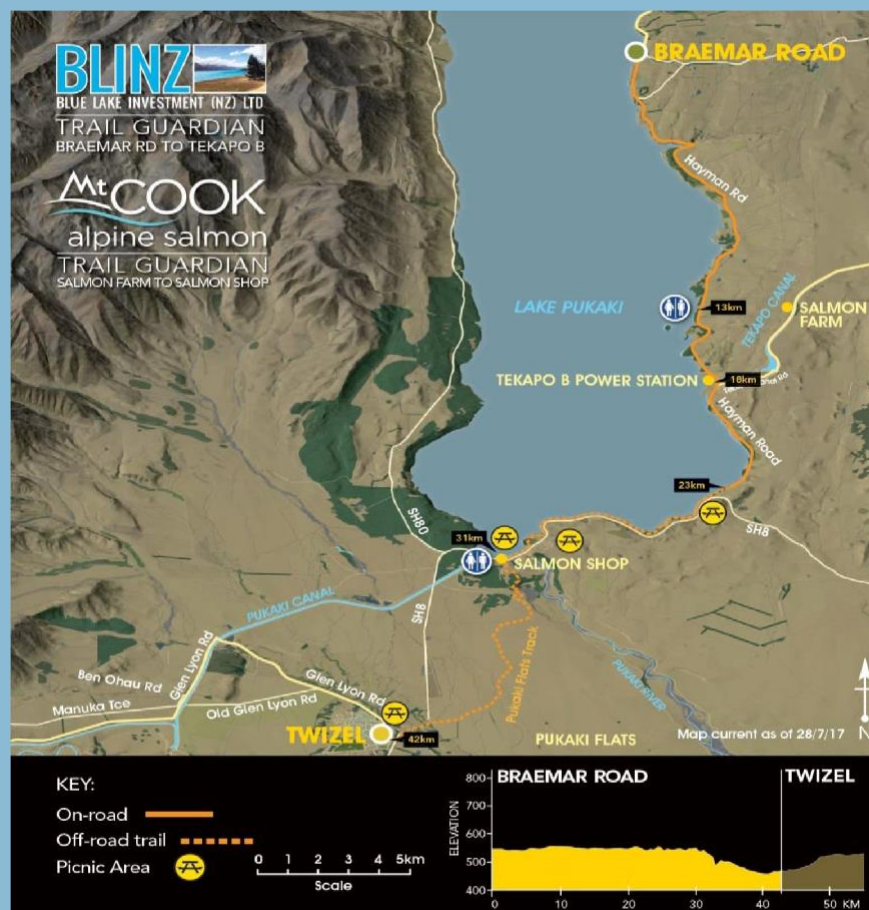 BLINZ
BLUE LAKE INVESTMENT (NZ) LTD
TRAIL GUARDIAN
BRAEMAR RD TO TEKAPO B
Mt COOK
alpine salmon
TRAIL GUARDIAN
SALMON FARM TO SALMON SHOP
BRAEMAR ROAD
Hayman Rd
LAKE PUKAKI
13km
TEKAPO CANAL
SALMON
FARM
TEKAPO B POWER STATION
18km
Hayman Road
23km
SH80
31km
SH8
SALMON SHOP
PUKAKI CANAL
SH8
Pukaki Flats Track
PUKAKI RIVER
Glen Lyon Rd
Ben Ohau Rd
Glen Lyon Rd
Manuka Tce
Old Glen Lyon Rd
TWIZEL
42km
PUKAKI FLATS
Map current as of 28/7/17
N
KEY:
On-road
Off-road trail
Picnic Area
0 1 2 3 4 5km
Scale
BRAEMAR ROAD
TWIZEL
ELEVATION
800
700
600
500
400
0 10 20 30 40 50 KM